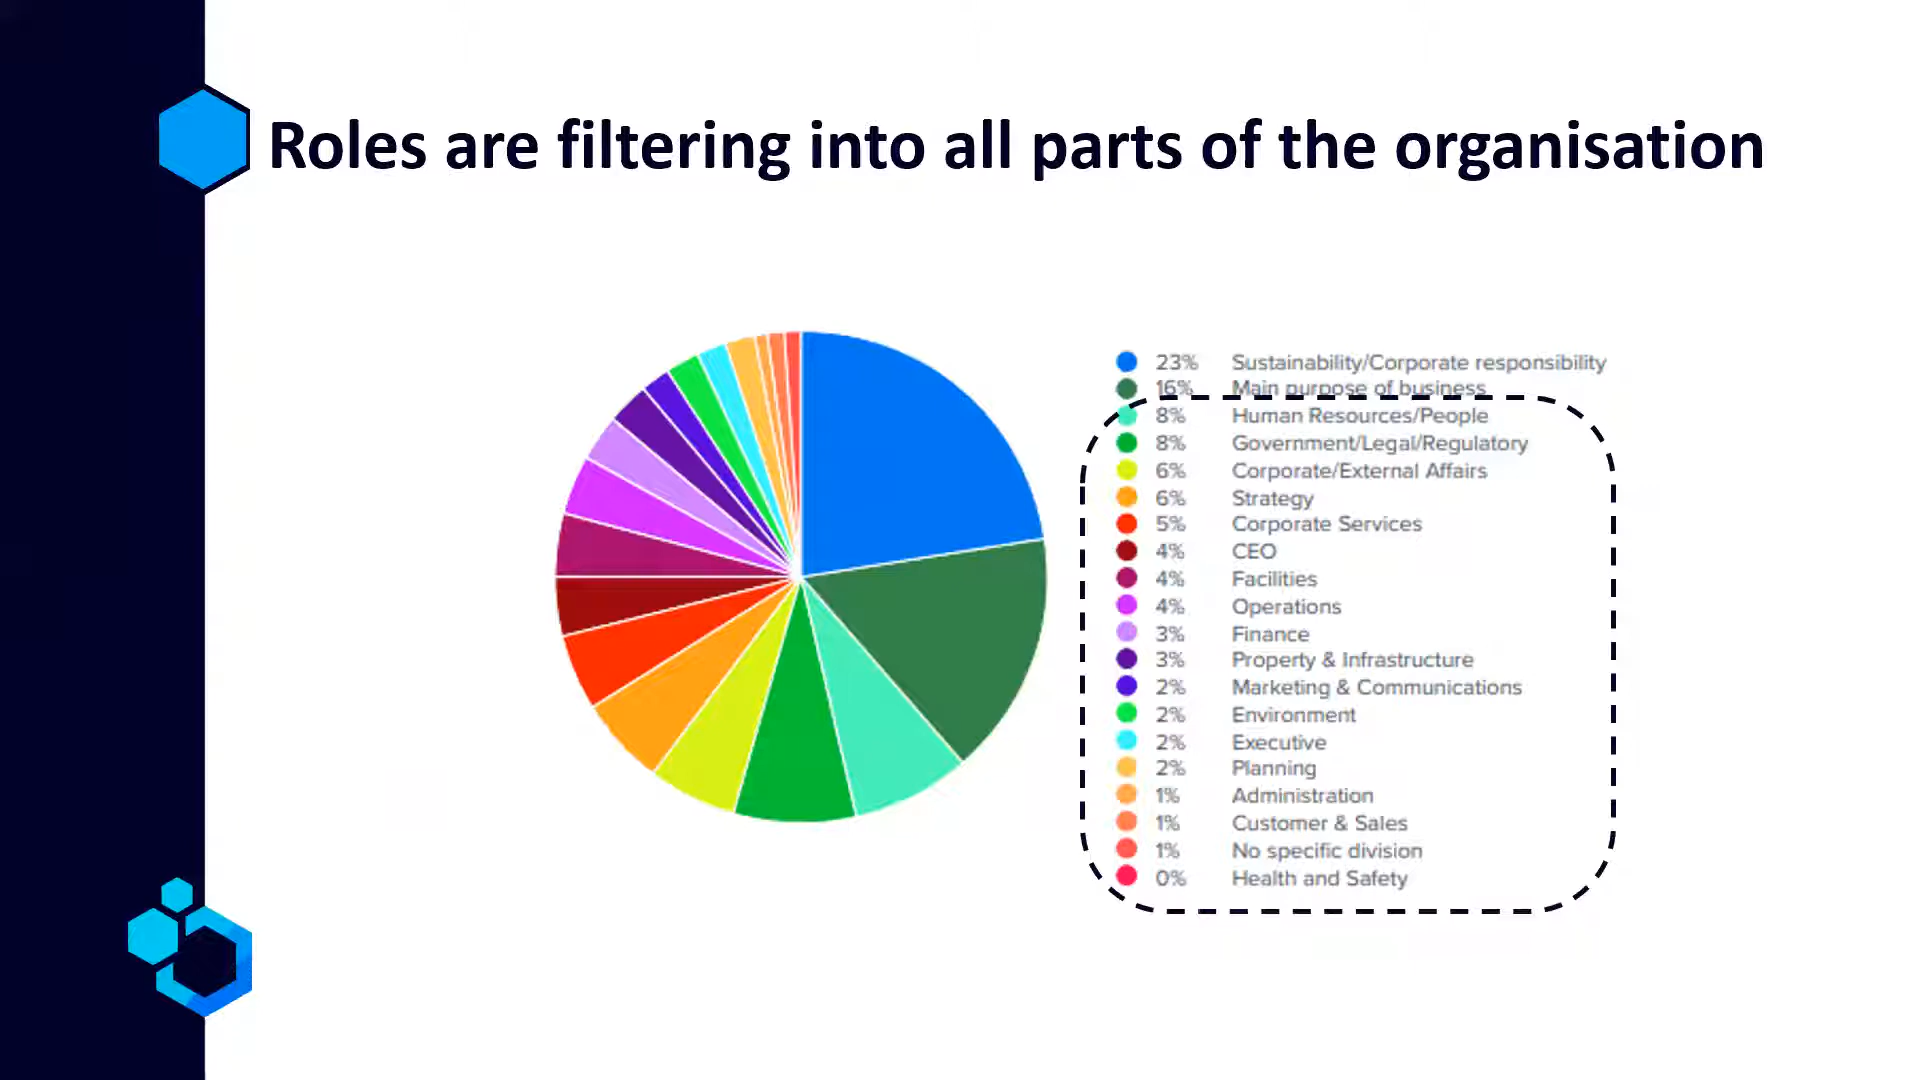 Roles are filtering into all parts of the organisation
23% Sustainability/Corporate responsibility
16% Main purpose of business
8% Human Resources/People
8% Government/Legal/Regulatory
6% Corporate/External Affairs
6% Strategy
5% Corporate Services
4% CEO
4% Facilities
4% Operations
3% Finance
3% Property & Infrastructure
2% Marketing & Communications
2% Environment
2% Executive
2% Planning
1% Administration
1% Customer & Sales
1% No specific division
0% Health and Safety